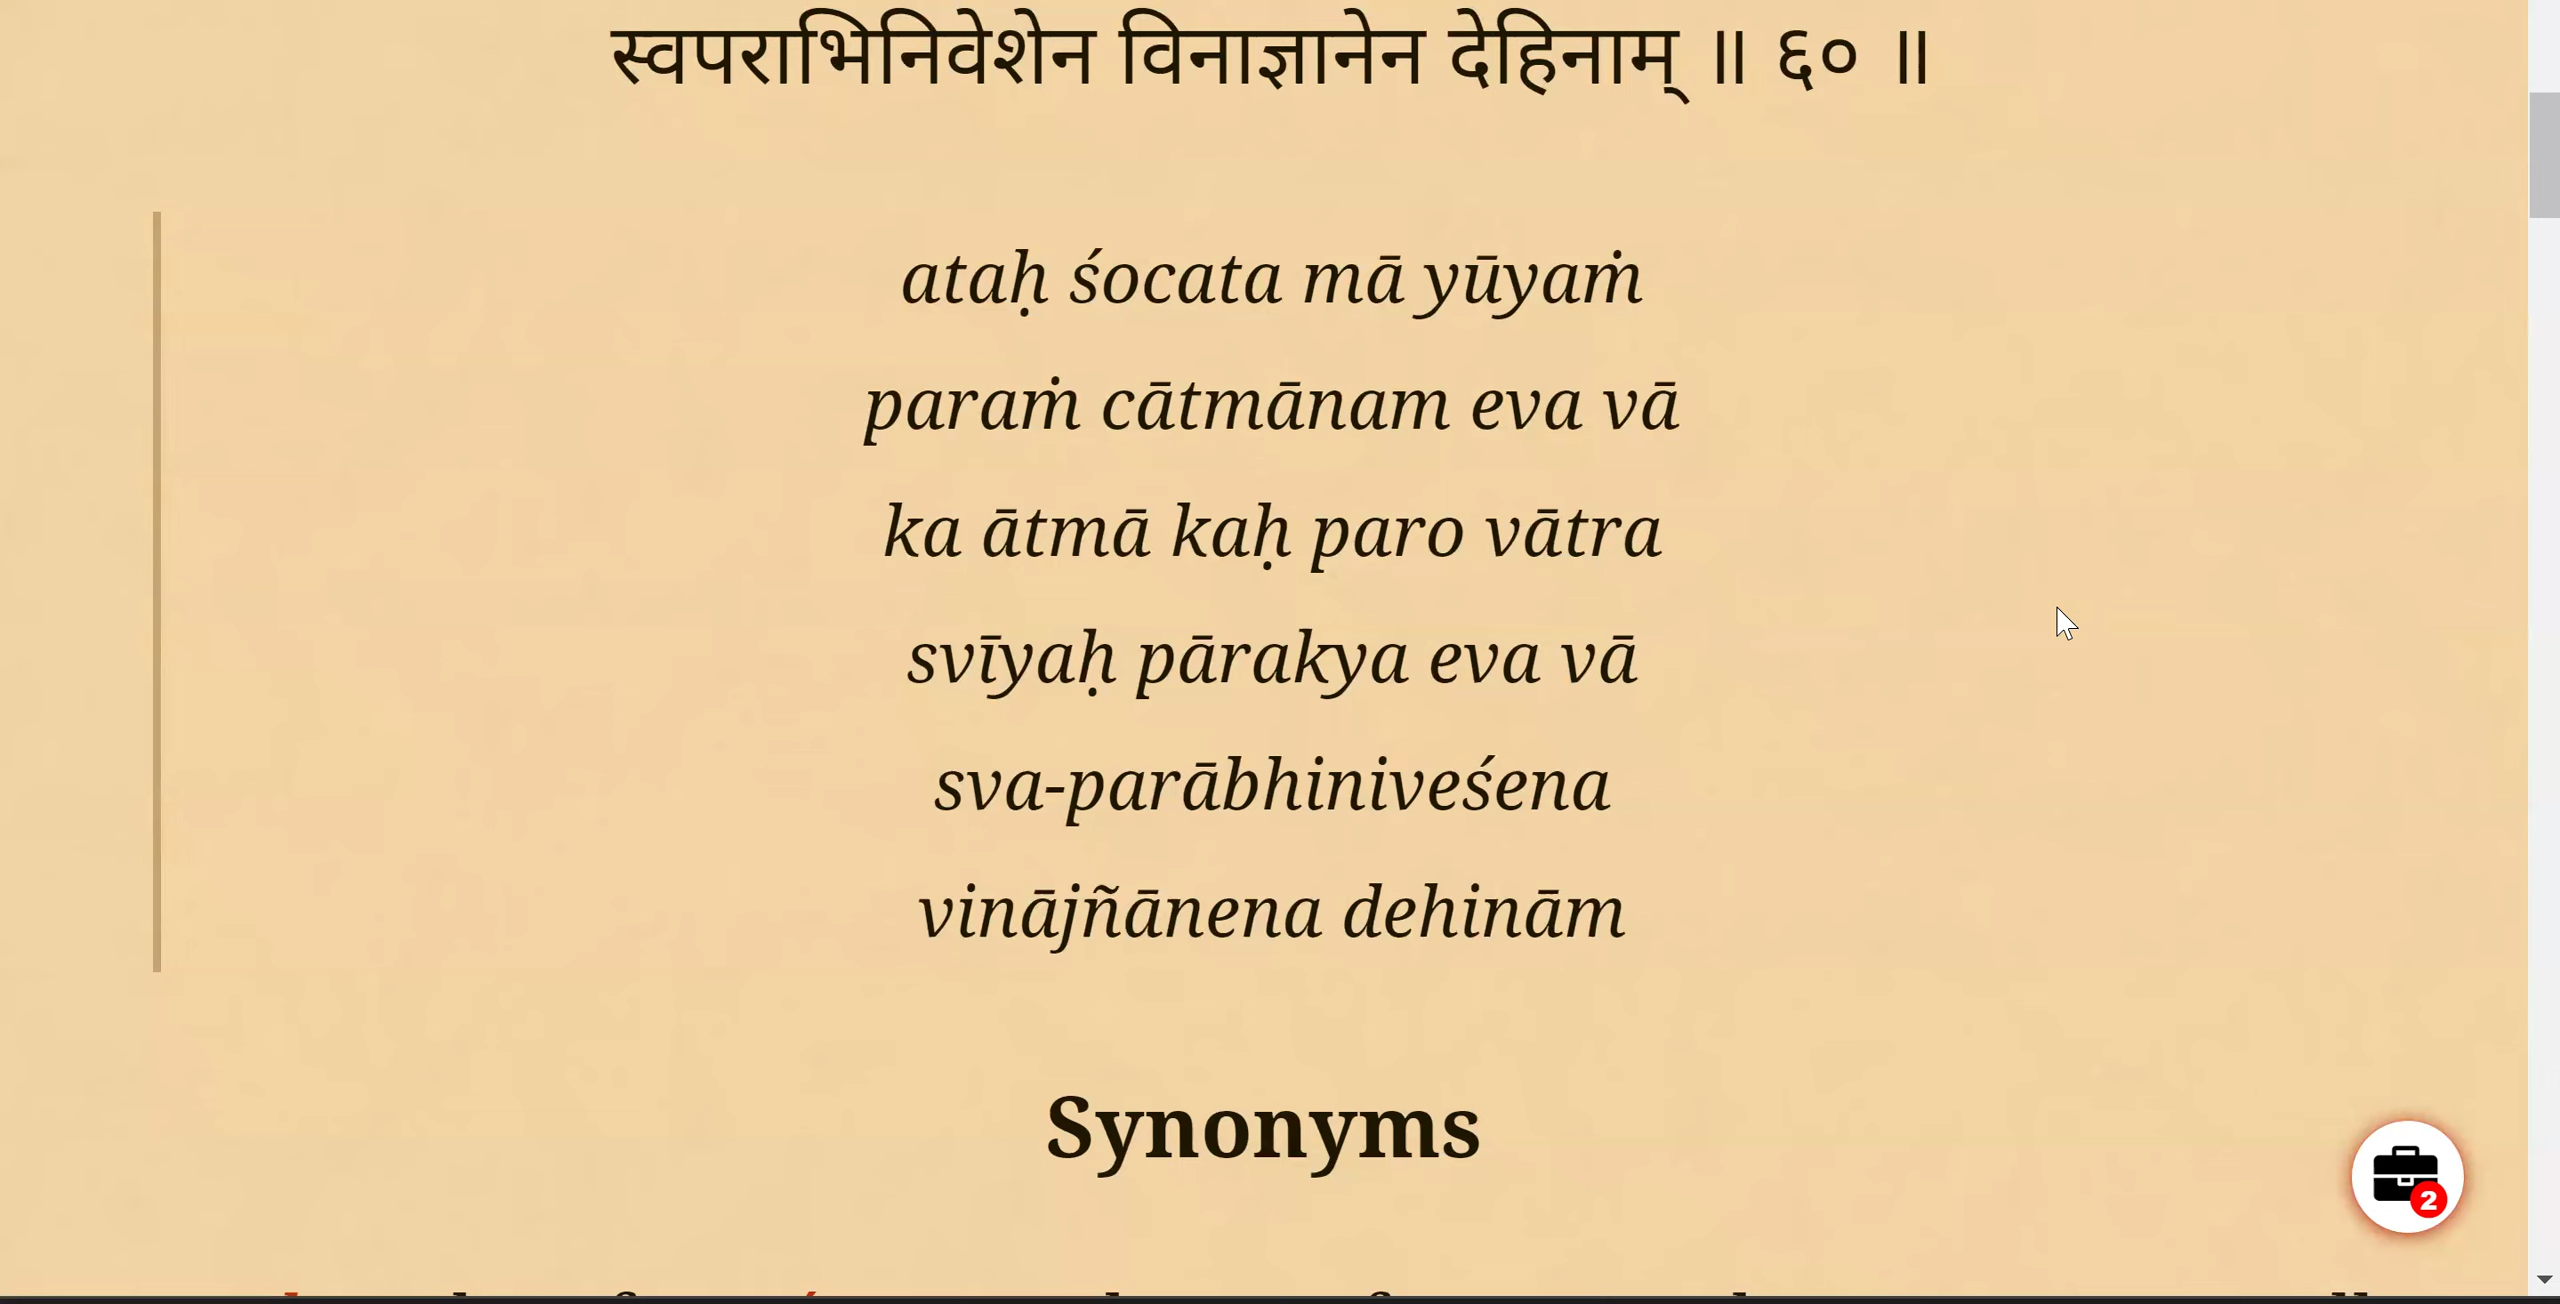 स्वपराभिनिवेशेन विनाज्ञानेन देहिनाम् ॥ ६० ॥
ataḥ śocata mā yūyaṁ
paraṁ cātmānam eva vā
ka ātmā kaḥ paro vātra
svīyaḥ pārakya eva vā
sva-parābhiniveśena
vinājñānena dehinām
Synonyms
2